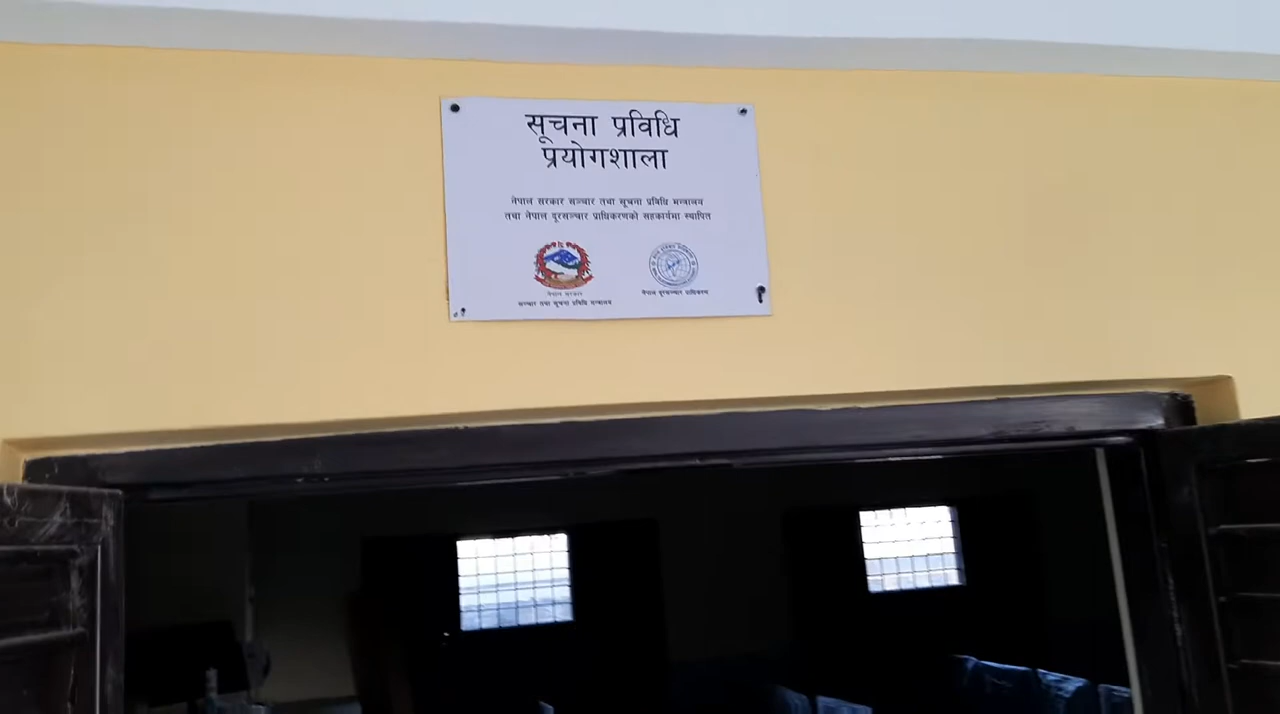 सूचना प्रविधि
प्रयोगशाला
नेपाल सरकार सञ्चार तथा सूचना प्रविधि मन्त्रालय
तथा नेपाल दूरसञ्चार प्राधिकरणको सहकार्यमा स्थापित
नेपाल सरकार
सञ्चार तथा सूचना प्रविधि मन्त्रालय
नेपाल दूरसञ्चार प्राधिकरण